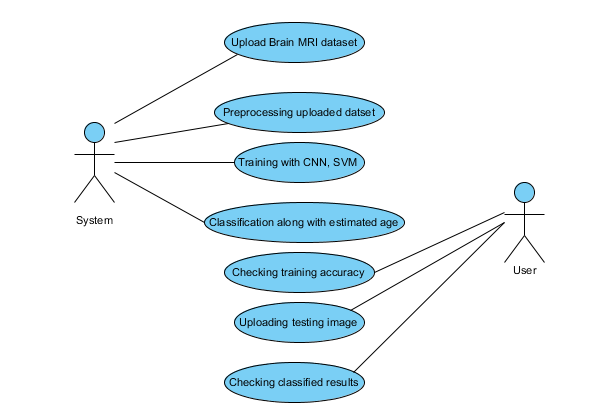 Upload Brain MRI dataset
Preprocessing uploaded datset
Training with CNN, SVM
System
Classification along with estimated age
Checking training accuracy
User
Uploading testing image
Checking classified results